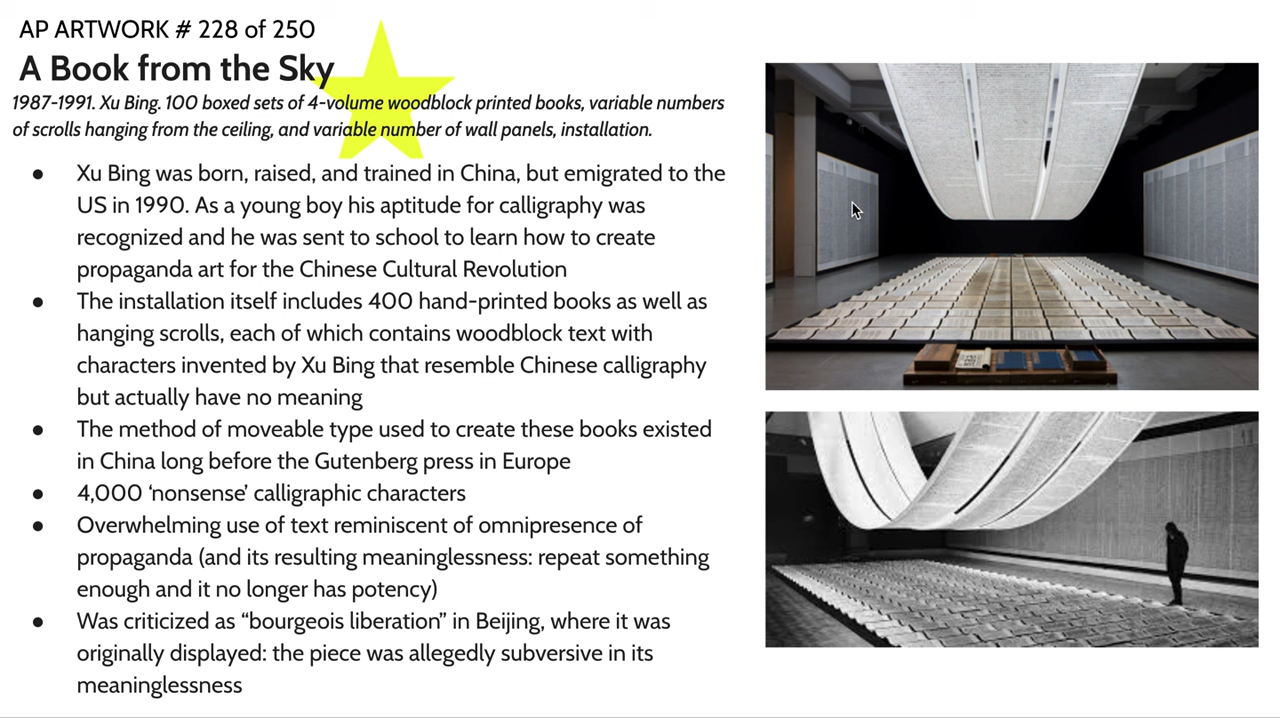 AP ARTWORK # 228 of 250
A Book from the Sky
1987-1991. Xu Bing. 100 boxed sets of 4-volume woodblock printed books, variable numbers
of scrolls hanging from the ceiling, and variable number of wall panels, installation.
● Xu Bing was born, raised, and trained in China, but emigrated to the
US in 1990. As a young boy his aptitude for calligraphy was
recognized and he was sent to school to learn how to create
propaganda art for the Chinese Cultural Revolution
● The installation itself includes 400 hand-printed books as well as
hanging scrolls, each of which contains woodblock text with
characters invented by Xu Bing that resemble Chinese calligraphy
but actually have no meaning
● The method of moveable type used to create these books existed
in China long before the Gutenberg press in Europe
● 4,000 ‘nonsense’ calligraphic characters
● Overwhelming use of text reminiscent of omnipresence of
propaganda (and its resulting meaninglessness: repeat something
enough and it no longer has potency)
● Was criticized as “bourgeois liberation” in Beijing, where it was
originally displayed: the piece was allegedly subversive in its
meaninglessness